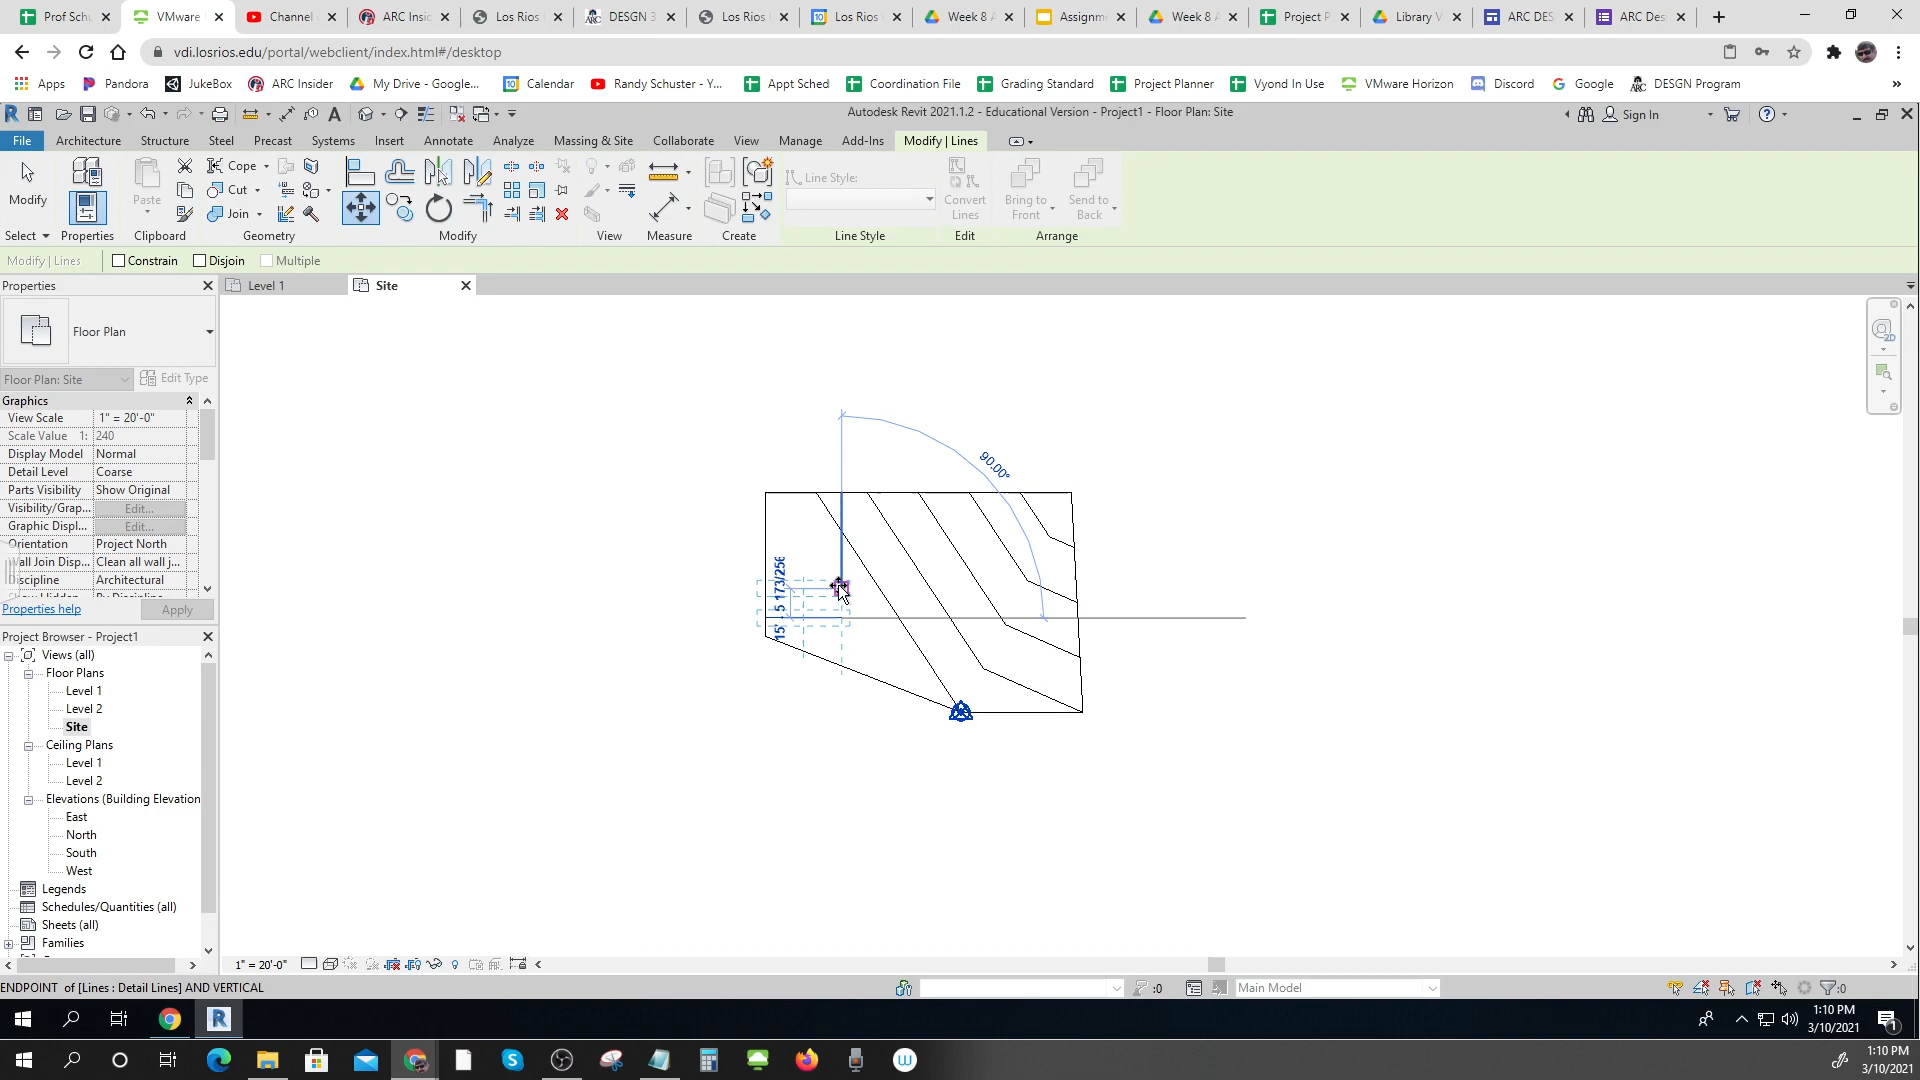 Prof Schus
VMware H
Channel c
ARC Insid
Los Rios
DESGN 3
Los Rios
Los Rios
Week 8 A
Assignme
Week 8 A
Project P
Library V
ARC DES
ARC Des
vdi.losrios.edu/portal/webclient/index.html#/desktop
Apps
Pandora
JukeBox
ARC Insider
My Drive - Google...
Calendar
Randy Schuster - Y...
Appt Sched
Coordination File
Grading Standard
Project Planner
Vyond In Use
VMware Horizon
Discord
Google
DESGN Program
»
Autodesk Revit 2021.1.2 - Educational Version - Project1 - Floor Plan: Site
Sign In
File
Architecture
Structure
Steel
Precast
Systems
Insert
Annotate
Analyze
Massing & Site
Collaborate
View
Manage
Add-Ins
Modify | Lines
Modify
Paste
Cope
Cut
Join
Line Style:
Convert
Lines
Bring to
Front
Send to
Back
Select
Properties
Clipboard
Geometry
Modify
View
Measure
Create
Line Style
Edit
Arrange
Modify | Lines
Constrain
Disjoin
Multiple
Properties
Level 1
Site
Floor Plan
Floor Plan: Site
Edit Type
Graphics
View Scale 1" = 20'-0"
Scale Value 1: 240
Display Model Normal
Detail Level Coarse
Parts Visibility Show Original
Visibility/Grap... Edit...
Graphic Displ... Edit...
Orientation Project North
Wall Join Disp... Clean all wall j...
Discipline Architectural
Properties help
Apply
Project Browser - Project1
Views (all)
Floor Plans
Level 1
Level 2
Site
Ceiling Plans
Level 1
Level 2
Elevations (Building Elevation
East
North
South
West
Legends
Schedules/Quantities (all)
Sheets (all)
Families
90.00°
15' - 5 173/256
2D
1" = 20'-0"
ENDPOINT of [Lines : Detail Lines] AND VERTICAL
:0
Main Model
:0
1:10 PM
3/10/2021
1
1:10 PM
3/10/2021